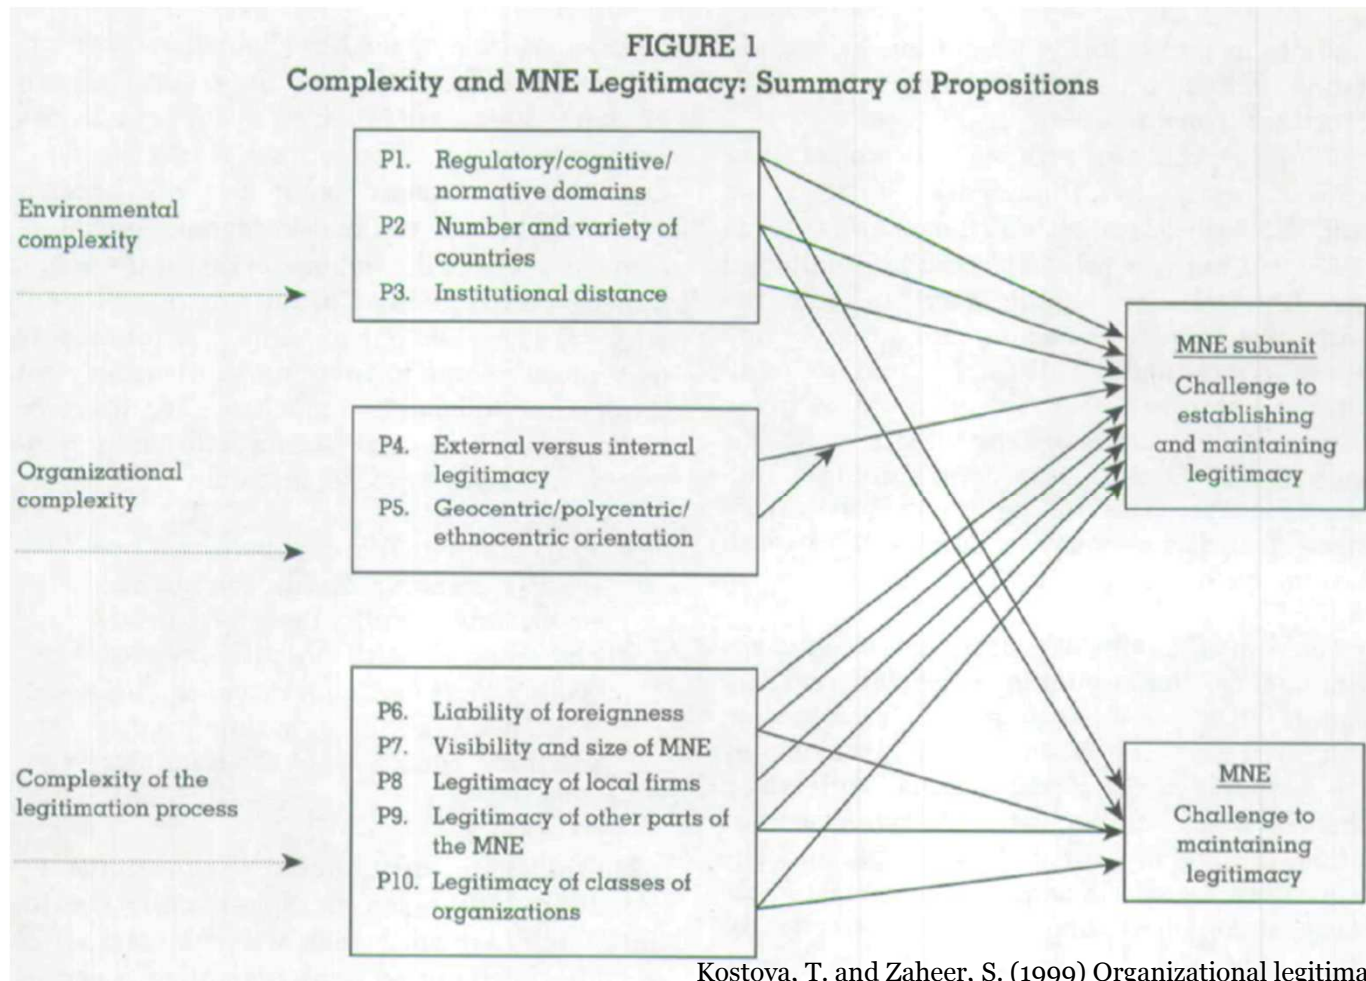 FIGURE 1
Complexity and MNE Legitimacy: Summary of Propositions
Environmental
complexity
P1. Regulatory/cognitive/
normative domains
P2 Number and variety of
countries
P3. Institutional distance
Organizational
complexity
P4. External versus internal
legitimacy
P5. Geocentric/polycentric/
ethnocentric orientation
Complexity of the
legitimation process
P6. Liability of foreignness
P7. Visibility and size of MNE
P8 Legitimacy of local firms
P9. Legitimacy of other parts of
the MNE
P10. Legitimacy of classes of
organizations
MNE subunit
Challenge to
establishing
and maintaining
legitimacy
MNE
Challenge to
maintaining
legitimacy
Kostova, T. and Zaheer, S. (1999) Organizational legitima